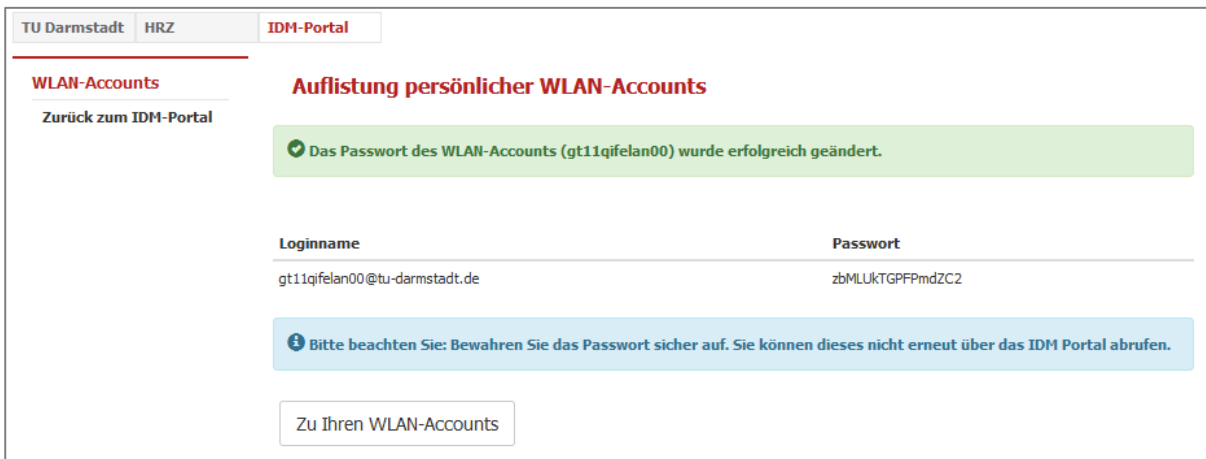 TU Darmstadt HRZ IDM-Portal
WLAN-Accounts
Zurück zum IDM-Portal
Auflistung persönlicher WLAN-Accounts
Das Passwort des WLAN-Accounts (gt11qifelan00) wurde erfolgreich geändert.
Loginname Passwort
gt11qifelan00@tu-darmstadt.de zbMLUkTGPFPmdZC2
Bitte beachten Sie: Bewahren Sie das Passwort sicher auf. Sie können dieses nicht erneut über das IDM Portal abrufen.
Zu Ihren WLAN-Accounts